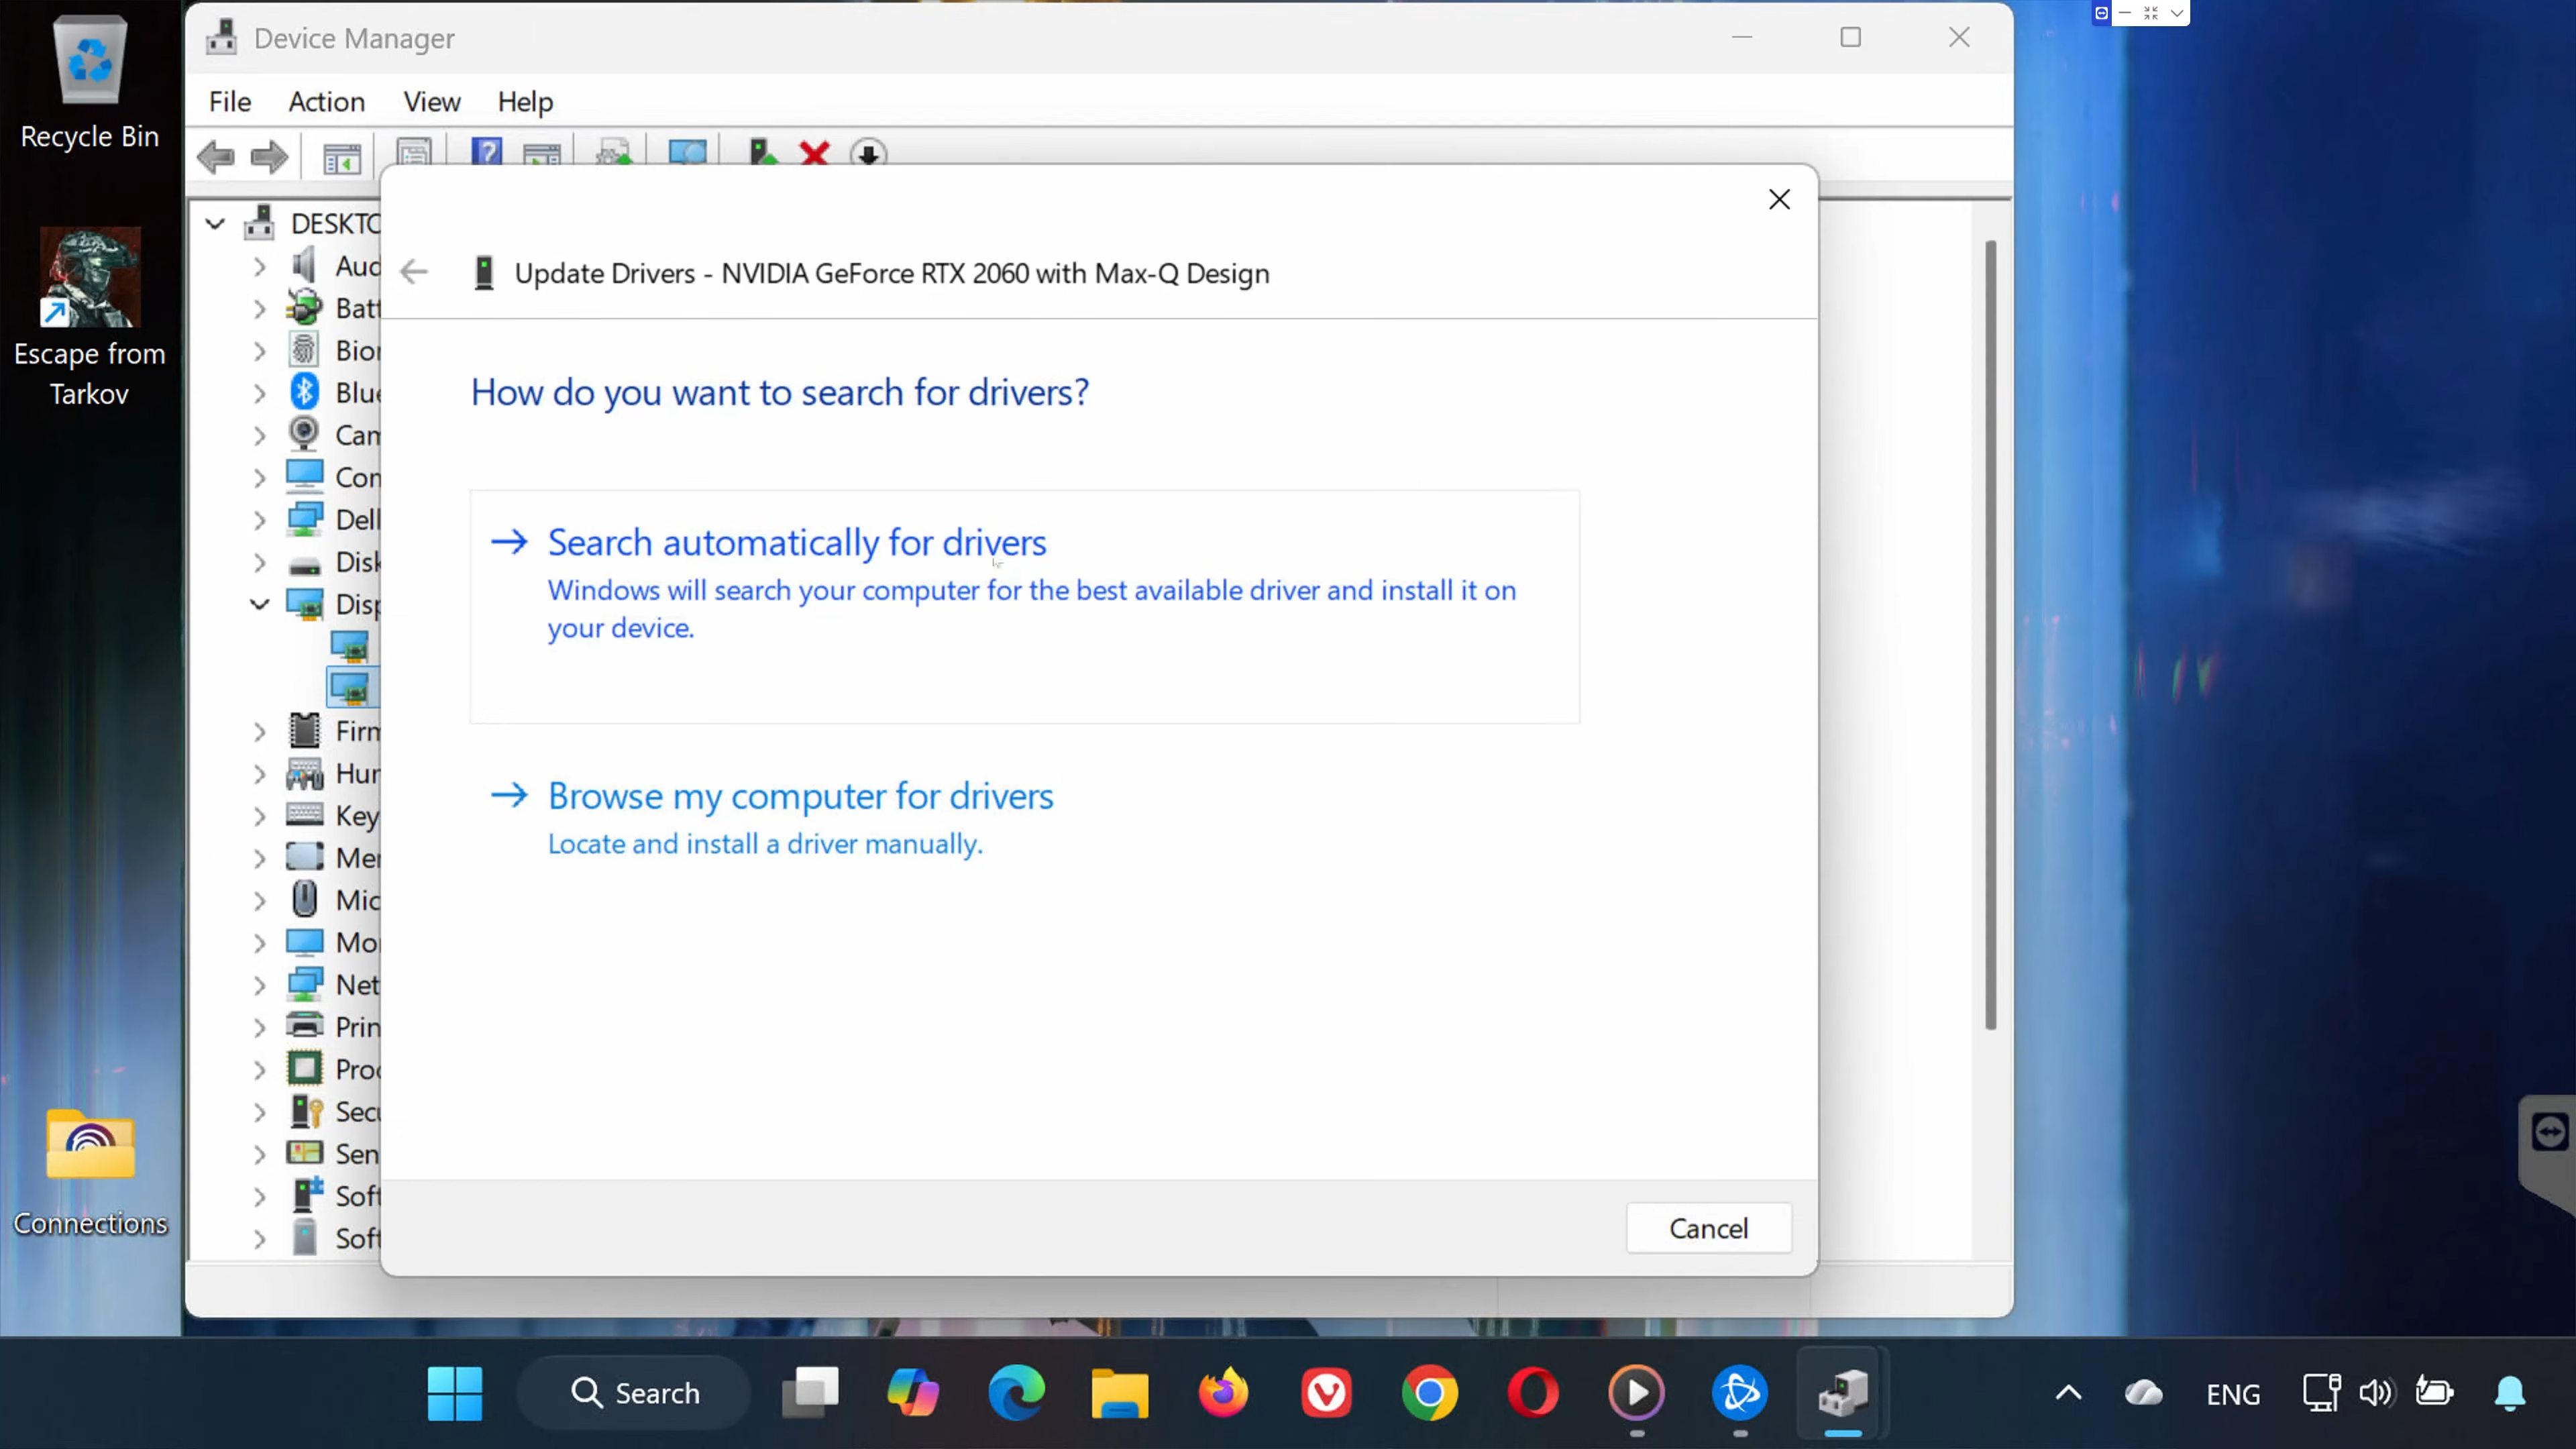 Recycle Bin
Escape from
Tarkov
Connections
Device Manager
File Action View Help
DESKTO
Aud
Batt
Bior
Blue
Cam
Con
Dell
Disk
Disp
Firm
Hur
Key
Mer
Mic
Mor
Net
Prin
Proc
Secu
Sen
Soft
Soft
Update Drivers - NVIDIA GeForce RTX 2060 with Max-Q Design
How do you want to search for drivers?
Search automatically for drivers
Windows will search your computer for the best available driver and install it on
your device.
Browse my computer for drivers
Locate and install a driver manually.
Cancel
Search
ENG